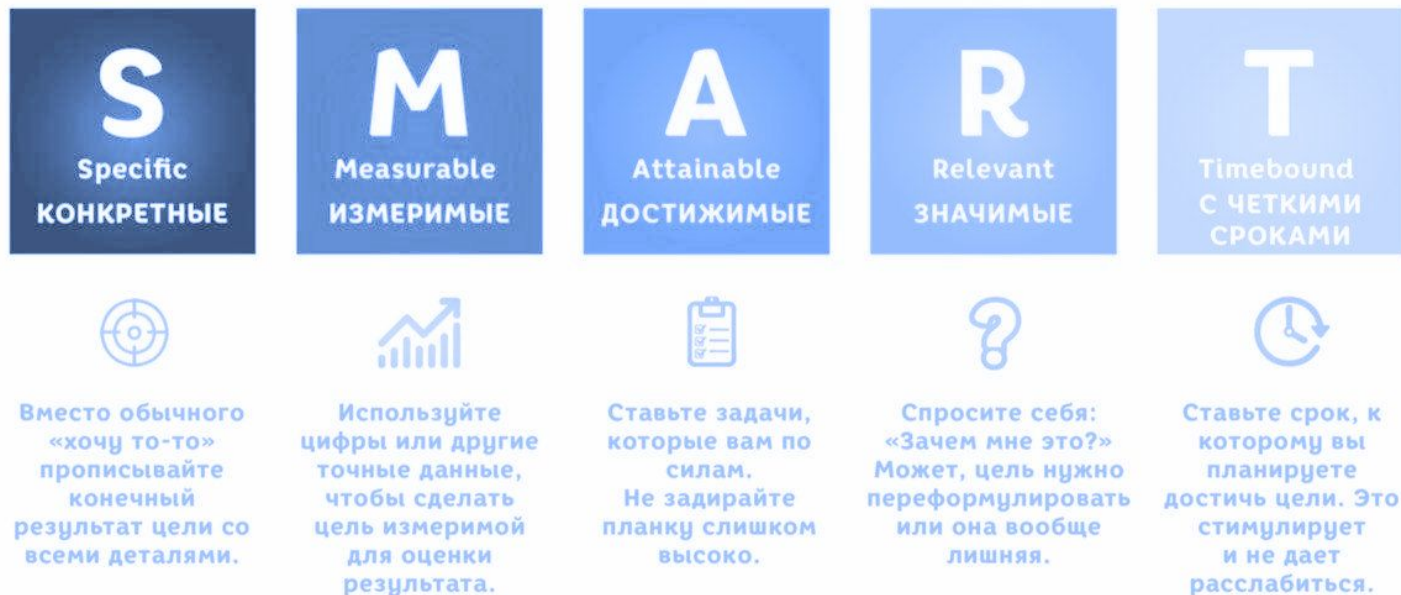 S
Specific
КОНКРЕТНЫЕ
Вместо обычного
«хочу то-то»
прописывайте
конечный
результат цели со
всеми деталями.
M
Measurable
ИЗМЕРИМЫЕ
Используйте
цифры или другие
точные данные,
чтобы сделать
цель измеримой
для оценки
результата.
A
Attainable
ДОСТИЖИМЫЕ
Ставьте задачи,
которые вам по
силам.
Не задирайте
планку слишком
высоко.
R
Relevant
ЗНАЧИМЫЕ
Спросите себя:
«Зачем мне это?»
Может, цель нужно
переформулировать
или она вообще
лишняя.
T
Timebound
С ЧЕТКИМИ
СРОКАМИ
Ставьте срок, к
которому вы
планируете
достичь цели. Это
стимулирует
и не дает
расслабиться.